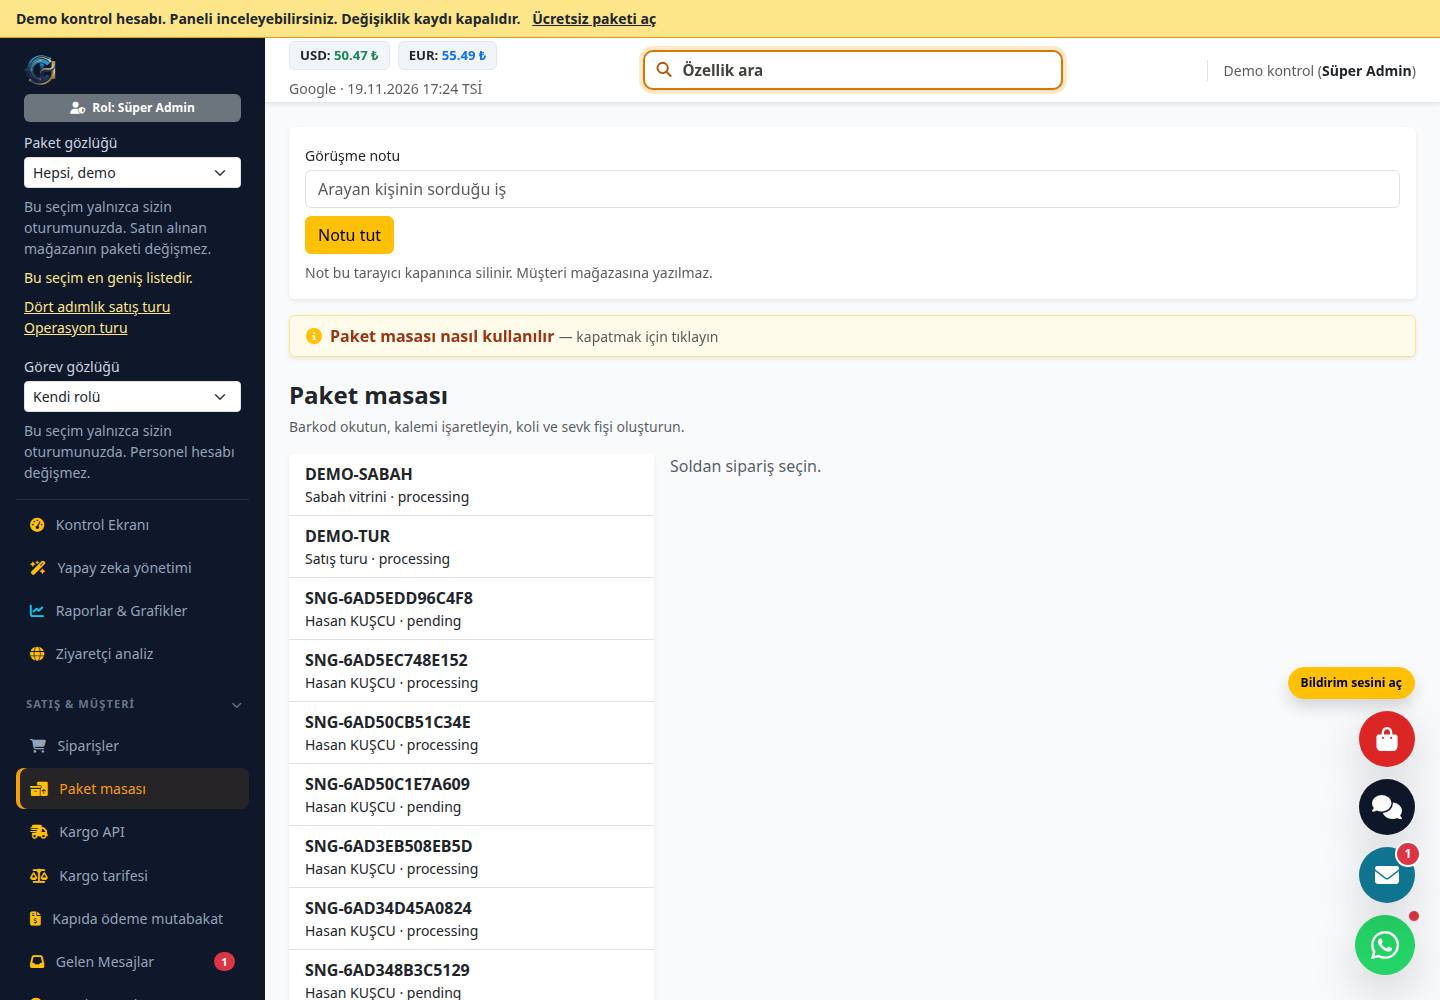 Demo kontrol hesabı. Paneli inceleyebilirsiniz. Değişiklik kaydı kapalıdır. Ücretsiz paketi aç
Rol: Süper Admin
Paket gözlüğü
Hepsi, demo
Bu seçim yalnızca sizin
oturumunuzda. Satın alınan
mağazanın paketi değişmez.
Bu seçim en geniş listedir.
Dört adımlık satış turu
Operasyon turu
Görev gözlüğü
Kendi rolü
Bu seçim yalnızca sizin
oturumunuzda. Personel hesabı
değişmez.
Kontrol Ekranı
Yapay zeka yönetimi
Raporlar & Grafikler
Ziyaretçi analiz
SATIŞ & MÜŞTERİ
Siparişler
Paket masası
Kargo API
Kargo tarifesi
Kapıda ödeme mutabakat
Gelen Mesajlar 1
USD: 50.47 ₺ EUR: 55.49 ₺
Google · 19.11.2026 17:24 TSİ
Özellik ara
Demo kontrol (Süper Admin)
Görüşme notu
Arayan kişinin sorduğu iş
Notu tut
Not bu tarayıcı kapanınca silinir. Müşteri mağazasına yazılmaz.
Paket masası nasıl kullanılır — kapatmak için tıklayın
Paket masası
Barkod okutun, kalemi işaretleyin, koli ve sevk fişi oluşturun.
DEMO-SABAH
Sabah vitrini · processing
DEMO-TUR
Satış turu · processing
SNG-6AD5EDD96C4F8
Hasan KUŞCU · pending
SNG-6AD5EC748E152
Hasan KUŞCU · processing
SNG-6AD50CB51C34E
Hasan KUŞCU · processing
SNG-6AD50C1E7A609
Hasan KUŞCU · pending
SNG-6AD3EB508EB5D
Hasan KUŞCU · processing
SNG-6AD34D45A0824
Hasan KUŞCU · processing
SNG-6AD348B3C5129
Hasan KUŞCU · pending
Soldan sipariş seçin.
Bildirim sesini aç
1